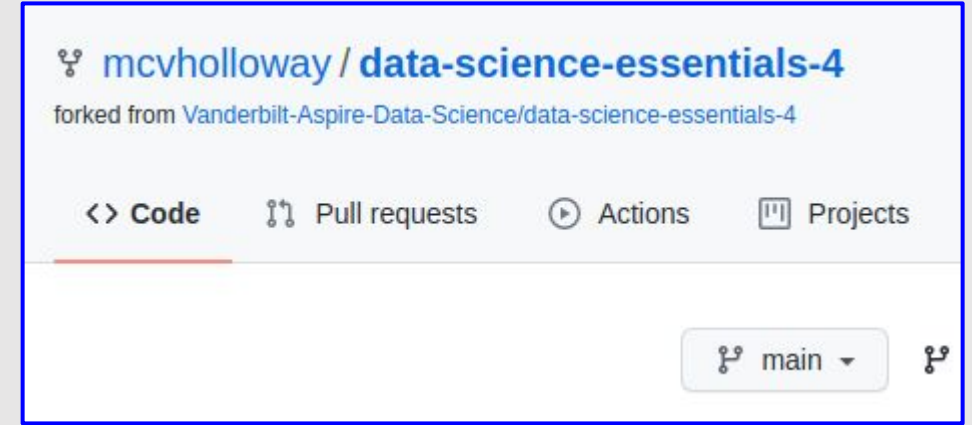 mcvholloway / data-science-essentials-4
forked from Vanderbilt-Aspire-Data-Science/data-science-essentials-4
<> Code Pull requests Actions Projects
main